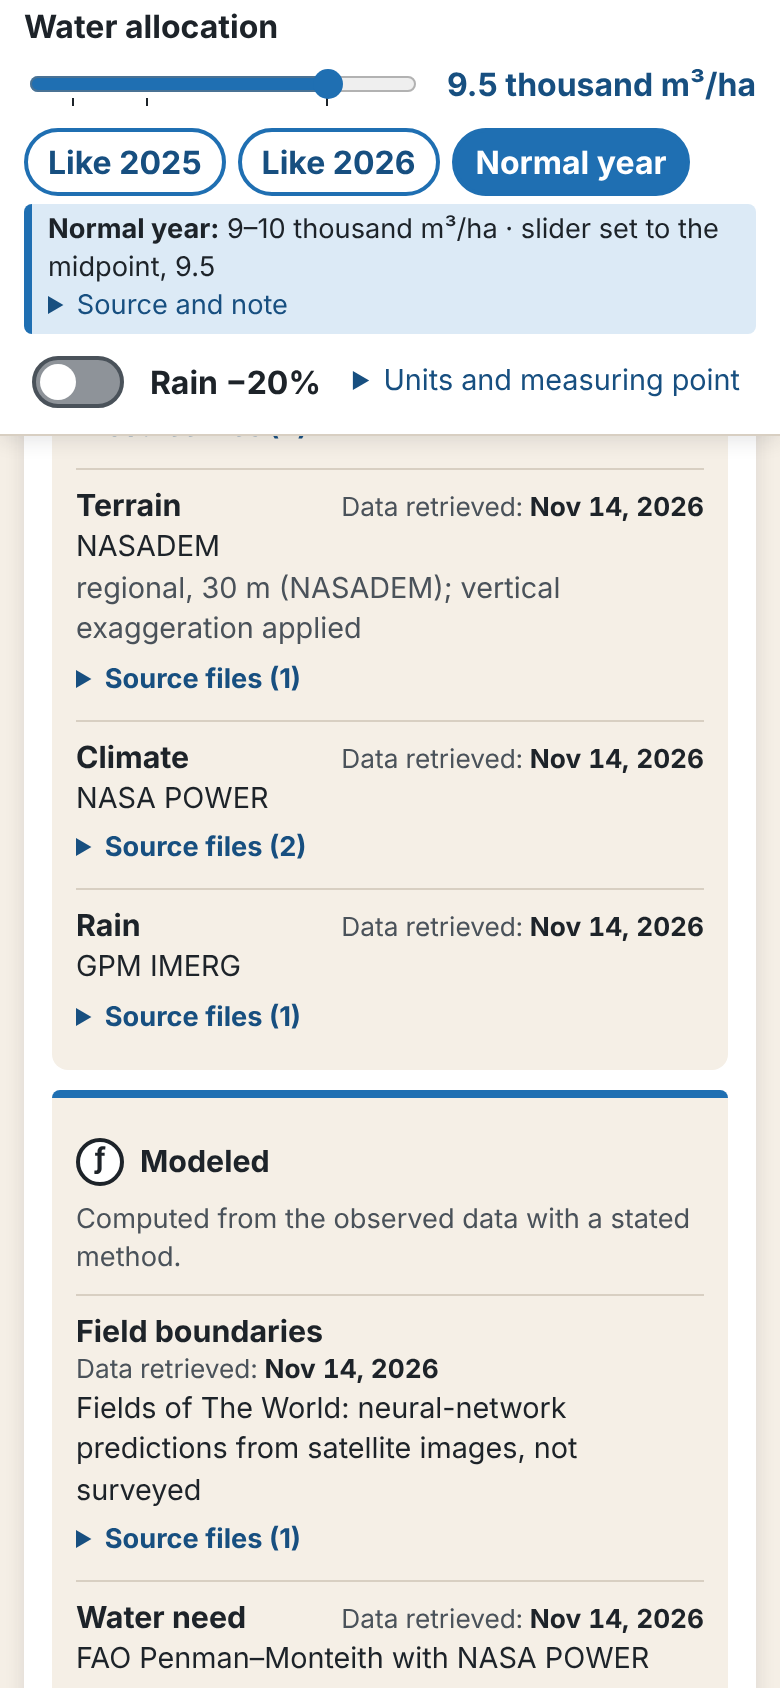 Water allocation
9.5 thousand m³/ha
Like 2025
Like 2026
Normal year
Normal year: 9–10 thousand m³/ha · slider set to the
midpoint, 9.5
Source and note
Rain −20%
Units and measuring point
Terrain
Data retrieved: Nov 14, 2026
NASADEM
regional, 30 m (NASADEM); vertical
exaggeration applied
Source files (1)
Climate
Data retrieved: Nov 14, 2026
NASA POWER
Source files (2)
Rain
Data retrieved: Nov 14, 2026
GPM IMERG
Source files (1)
ƒ
Modeled
Computed from the observed data with a stated
method.
Field boundaries
Data retrieved: Nov 14, 2026
Fields of The World: neural-network
predictions from satellite images, not
surveyed
Source files (1)
Water need
Data retrieved: Nov 14, 2026
FAO Penman–Monteith with NASA POWER